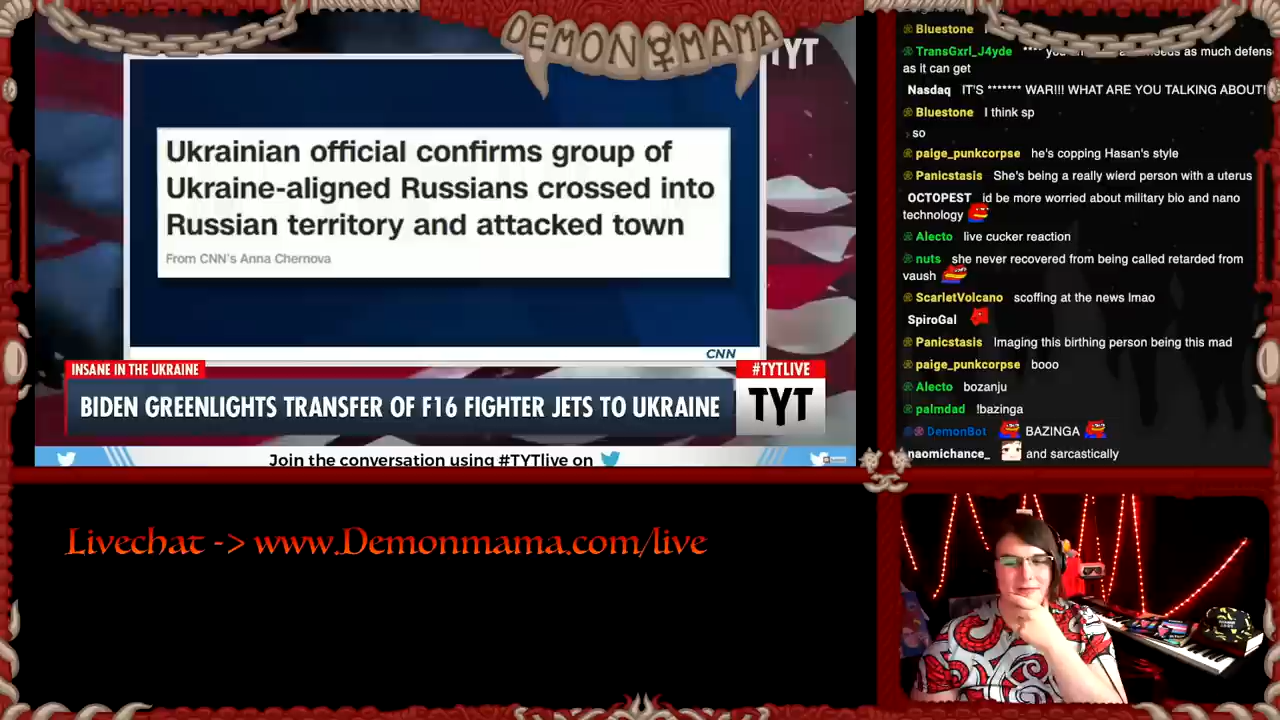 DEMON MAMA
TYT
Ukrainian official confirms group of
Ukraine-aligned Russians crossed into
Russian territory and attacked town
From CNN's Anna Chernova
CNN
INSANE IN THE UKRAINE
#TYTLIVE
BIDEN GREENLIGHTS TRANSFER OF F16 FIGHTER JETS TO UKRAINE
TYT
Join the conversation using #TYTlive on
Livechat -> www.Demonmama.com/live
Bluestone I
TransGxrl_J4yde **** needs as much defens
as it can get
Nasdaq IT'S ******* WAR!!! WHAT ARE YOU TALKING ABOUT!
Bluestone I think sp
so
paige_punkcorpse he's copping Hasan's style
Panicstasis She's being a really wierd person with a uterus
OCTOPEST id be more worried about military bio and nano
technology
Alecto live cucker reaction
nuts she never recovered from being called retarded from
vaush
ScarletVolcano scoffing at the news lmao
SpiroGal
Panicstasis Imaging this birthing person being this mad
paige_punkcorpse booo
Alecto bozanju
palmdad !bazinga
DemonBot BAZINGA
naomichance_ and sarcastically